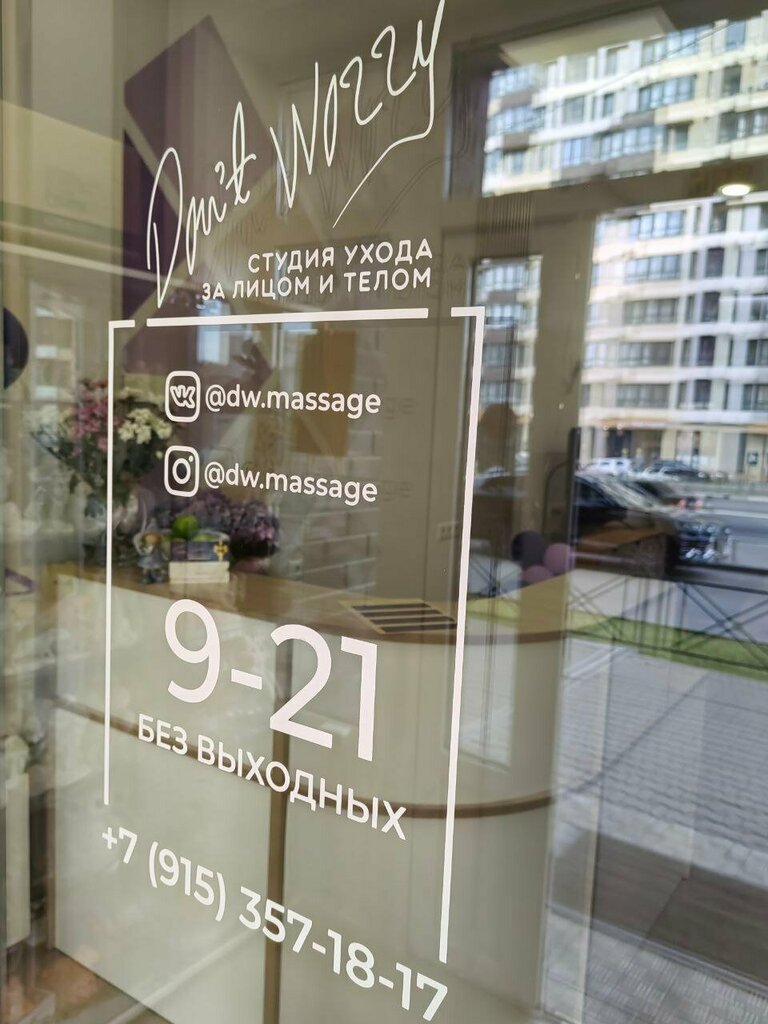 Don't Worry
СТУДИЯ УХОДА
ЗА ЛИЦОМ И ТЕЛОМ
@dw.massage
@dw.massage
9-21
БЕЗ ВЫХОДНЫХ
+7 (915) 357-18-17